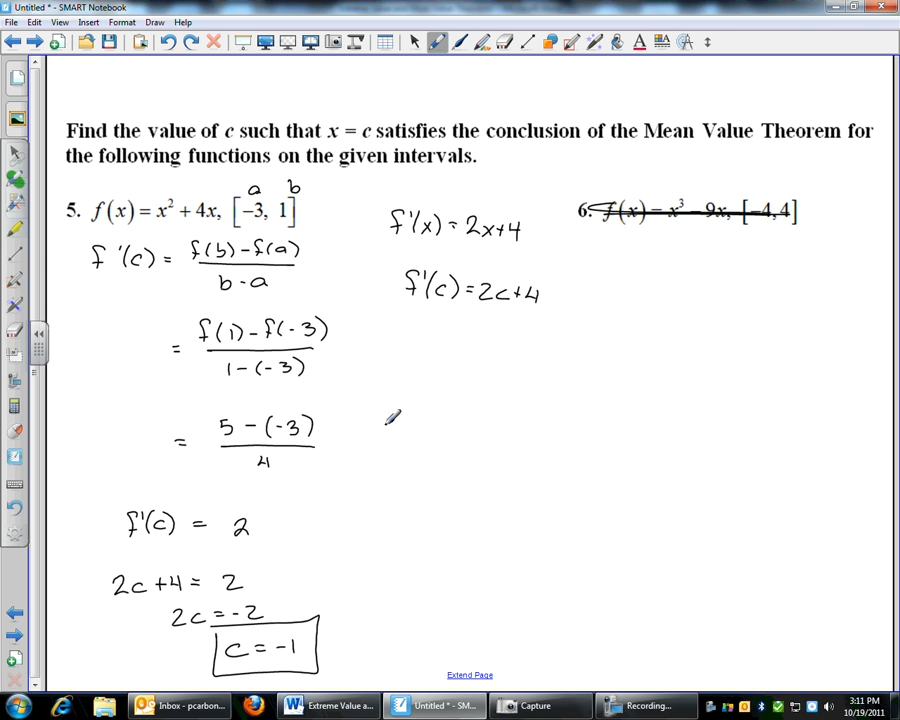 Untitled * - SMART Notebook
File Edit View Insert Format Draw Help
Find the value of c such that x = c satisfies the conclusion of the Mean Value Theorem for
the following functions on the given intervals.
a b
5. f(x) = x² + 4x, [−3, 1]
f'(x) = 2x+4
6. f(x) = x³ − 9x, [−4,4]
f'(c) = f(b) - f(a) / b - a
f'(c) = 2c+4
= f(1) - f(-3) / 1 - (-3)
= 5 - (-3) / 4
f'(c) = 2
2c + 4 = 2
2c = -2
c = -1
Extend Page
Inbox - pcarbon...
W Extreme Value a...
Untitled * - SM...
Capture
Recording...
3:11 PM
10/19/2011